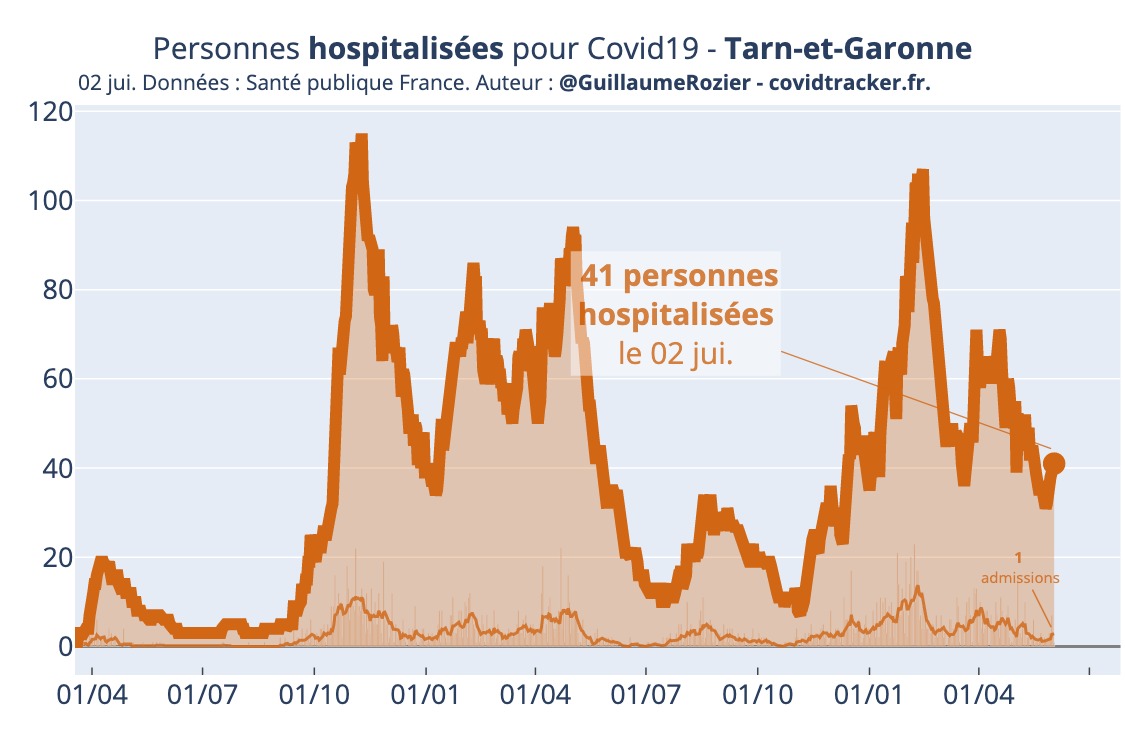 Personnes hospitalisées pour Covid19 - Tarn-et-Garonne
02 jui. Données : Santé publique France. Auteur : @GuillaumeRozier - covidtracker.fr.
120
100
80
60
40
20
0
41 personnes
hospitalisées
le 02 jui.
1
admissions
01/04
01/07
01/10
01/01
01/04
01/07
01/10
01/01
01/04